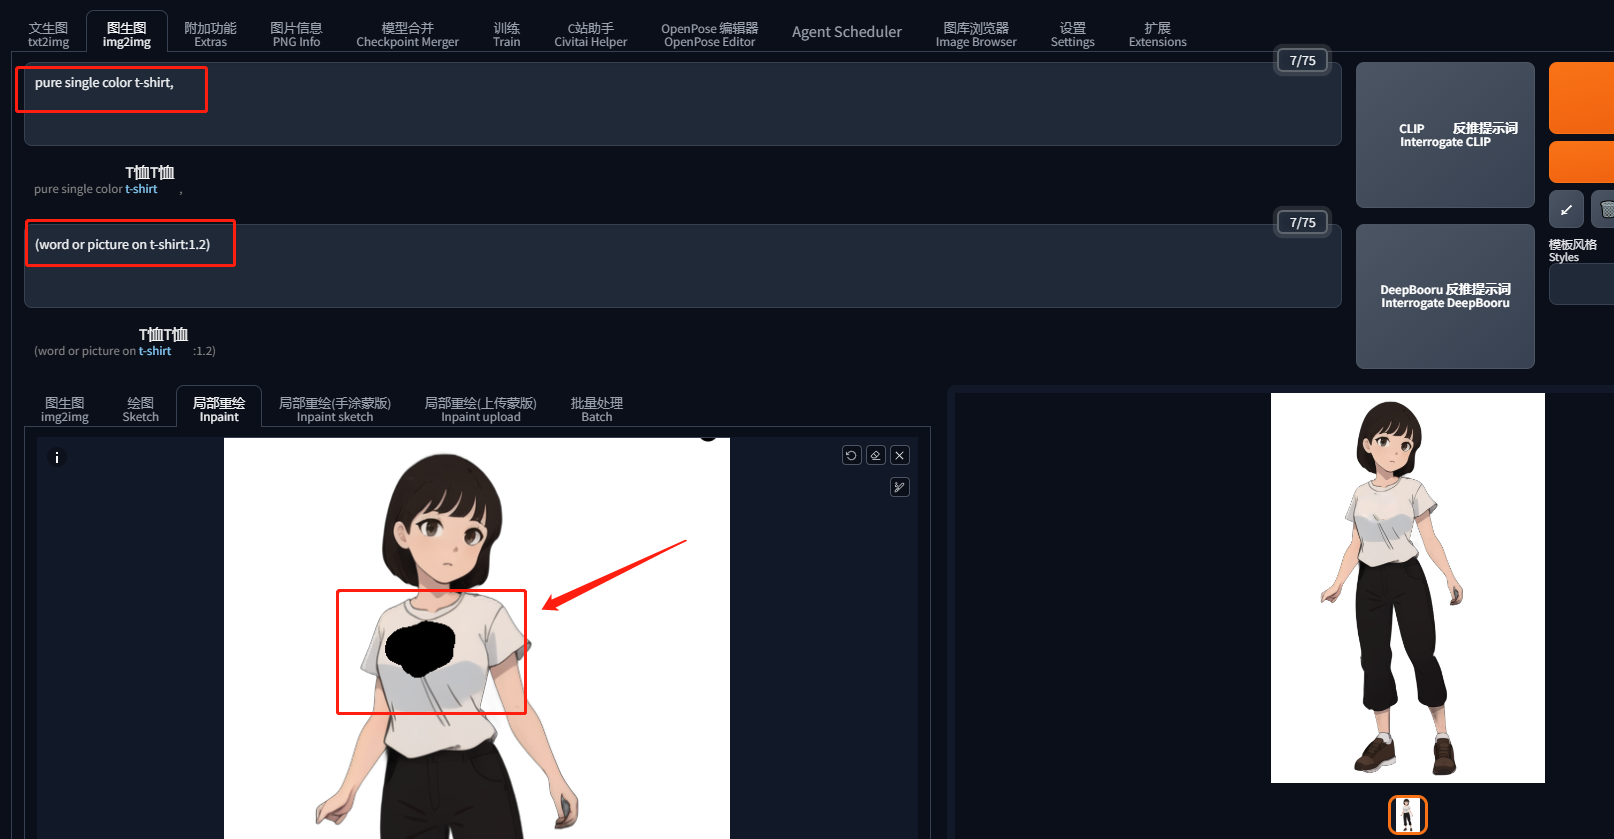 文生图 图生图 附加功能 图片信息 模型合并 训练 C站助手 OpenPose 编辑器 Agent Scheduler 图库浏览器 设置 扩展
txt2img img2img Extras PNG Info Checkpoint Merger Train Civitai Helper OpenPose Editor Image Browser Settings Extensions
7/75
pure single color t-shirt,
CLIP 反推提示词
Interrogate CLIP
T恤T恤
pure single color t-shirt ,
7/75
(word or picture on t-shirt:1.2)
模板风格
Styles
DeepBooru 反推提示词
Interrogate DeepBooru
T恤T恤
(word or picture on t-shirt :1.2)
图生图 绘图 局部重绘 局部重绘(手涂蒙版) 局部重绘(上传蒙版) 批量处理
img2img Sketch Inpaint Inpaint sketch Inpaint upload Batch
i